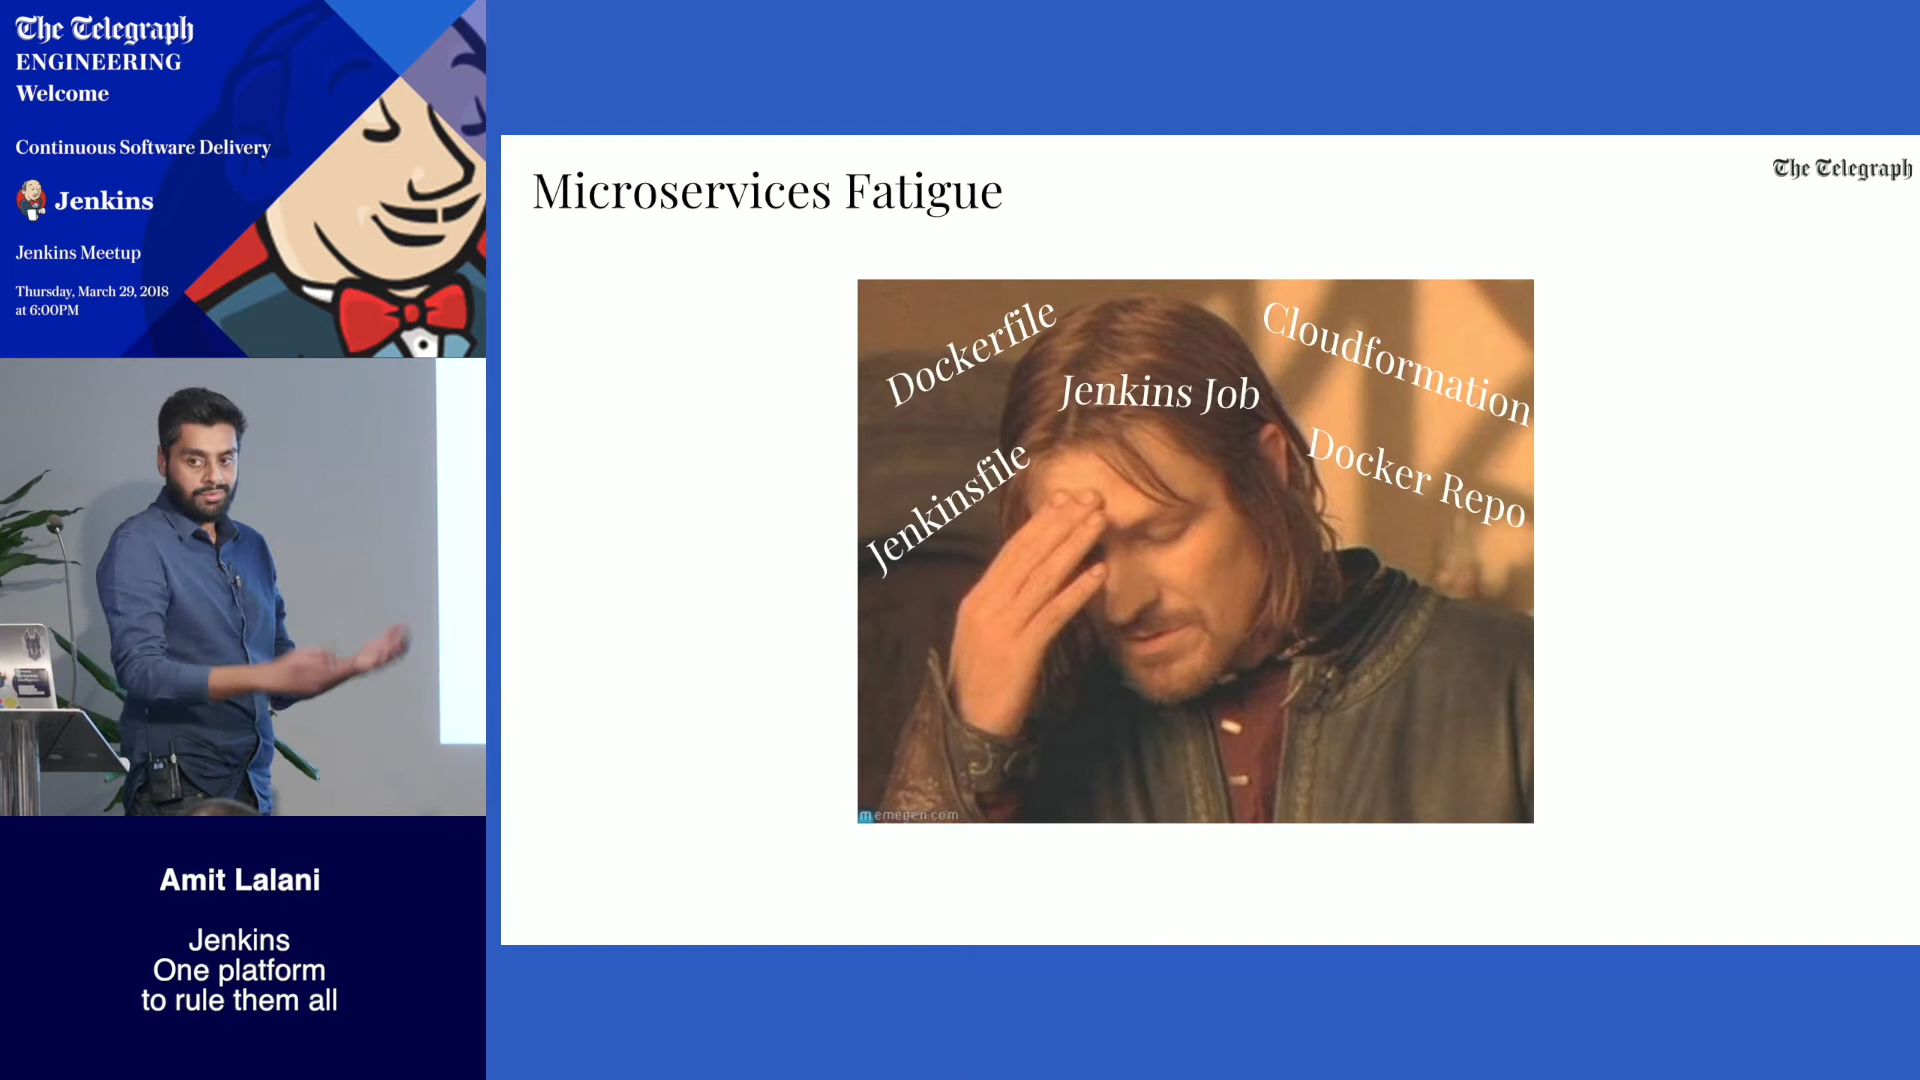 The Telegraph
ENGINEERING
Welcome
Continuous Software Delivery
Jenkins
Jenkins Meetup
Thursday, March 29, 2018
at 6:00PM
Amit Lalani
Jenkins
One platform
to rule them all
The Telegraph
Microservices Fatigue
Dockerfile
Cloudformation
Jenkins Job
Docker Repo
Jenkinsfile
memegen.com